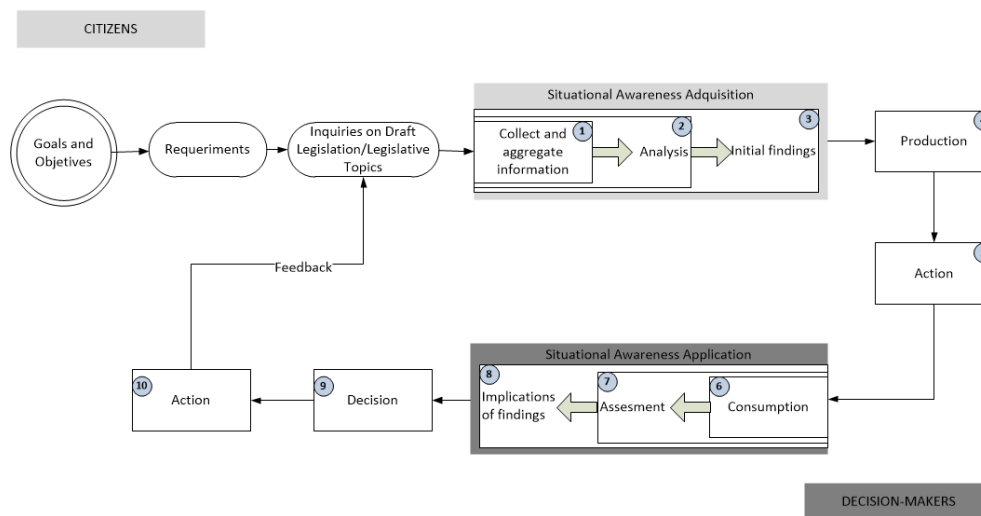 CITIZENS
Situational Awareness Adquisition
Goals and
Objetives
Requeriments
Inquiries on Draft
Legislation/Legislative
Topics
1
Collect and
aggregate
information
2
Analysis
3
Initial findings
Production
Action
Feedback
Situational Awareness Application
10
Action
9
Decision
8
Implications
of findings
7
Assesment
6
Consumption
DECISION-MAKERS